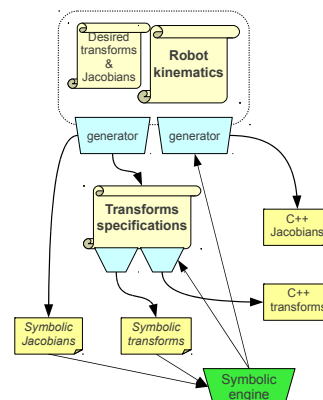 Desired
transforms
&
Jacobians
Robot
kinematics
generator
generator
Transforms
specifications
C++
Jacobians
C++
transforms
Symbolic
Jacobians
Symbolic
transforms
Symbolic
engine